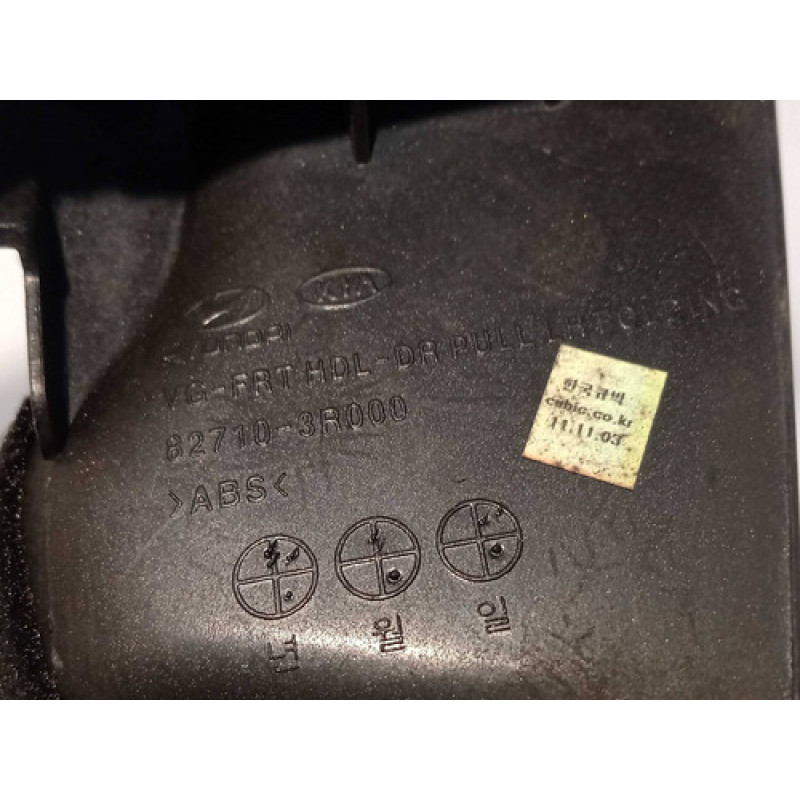 HYUNDAI KIA
VG-FRT HDL-DR PULL LH
82710-3R000
>ABS<
한국큐빅
cubic.co.kr
11.11.03
년 월 일